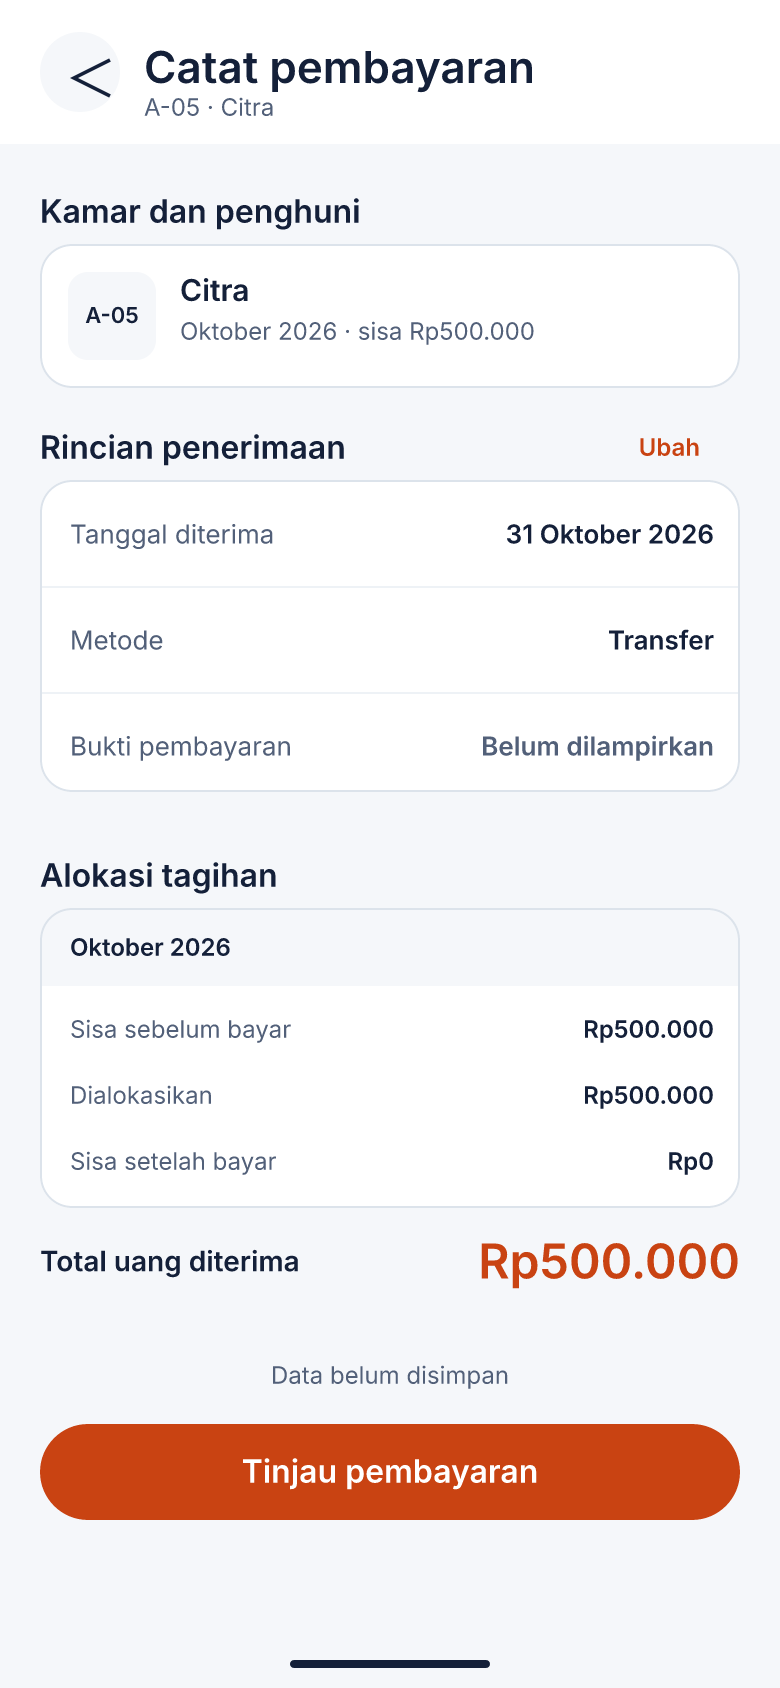 Catat pembayaran
A-05 · Citra
Kamar dan penghuni
A-05
Citra
Oktober 2026 · sisa Rp500.000
Rincian penerimaan
Ubah
Tanggal diterima
31 Oktober 2026
Metode
Transfer
Bukti pembayaran
Belum dilampirkan
Alokasi tagihan
Oktober 2026
Sisa sebelum bayar
Rp500.000
Dialokasikan
Rp500.000
Sisa setelah bayar
Rp0
Total uang diterima
Rp500.000
Data belum disimpan
Tinjau pembayaran